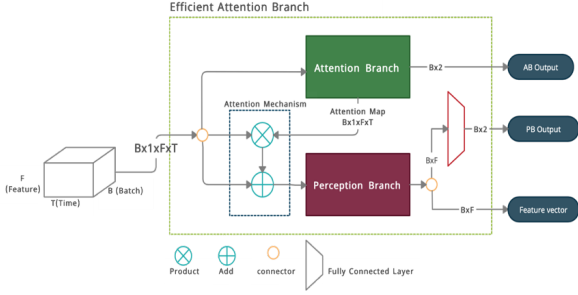 Efficient Attention Branch
Attention Branch
Bx2
AB Output
Attention Mechanism
Attention Map
Bx1xFxT
Bx1xFxT
Bx2
PB Output
F
(Feature)
B (Batch)
T(Time)
BxF
Perception Branch
BxF
Feature vector
Product
Add
connector
Fully Connected Layer